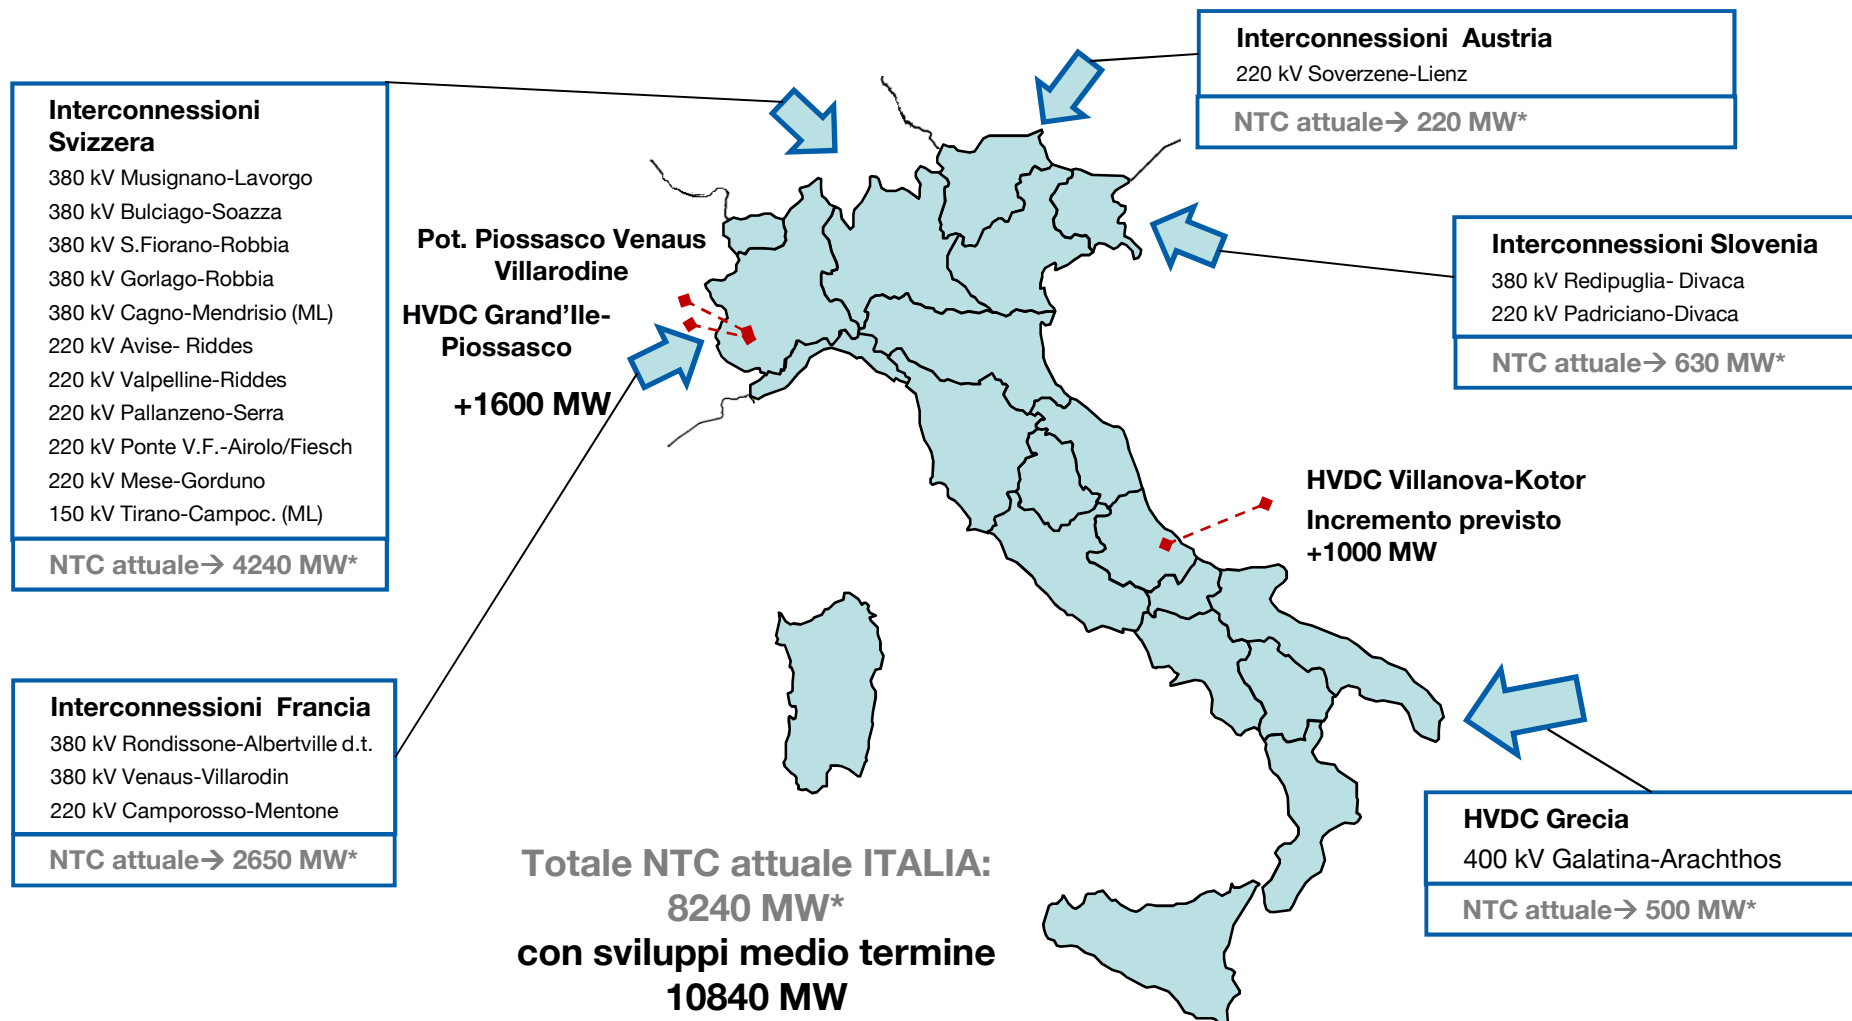 Interconnessioni
Svizzera
380 kV Musignano-Lavorgo
380 kV Bulciago-Soazza
380 kV S.Fiorano-Robbia
380 kV Gorlago-Robbia
380 kV Cagno-Mendrisio (ML)
220 kV Avise- Riddes
220 kV Valpelline-Riddes
220 kV Pallanzeno-Serra
220 kV Ponte V.F.-Airolo/Fiesch
220 kV Mese-Gorduno
150 kV Tirano-Campoc. (ML)
NTC attuale→ 4240 MW*
Interconnessioni Austria
220 kV Soverzene-Lienz
NTC attuale→ 220 MW*
Interconnessioni Slovenia
380 kV Redipuglia- Divaca
220 kV Padriciano-Divaca
NTC attuale→ 630 MW*
Pot. Piossasco Venaus
Villarodine
HVDC Grand'Ile-
Piossasco
+1600 MW
HVDC Villanova-Kotor
Incremento previsto
+1000 MW
Interconnessioni Francia
380 kV Rondissone-Albertville d.t.
380 kV Venaus-Villarodin
220 kV Camporosso-Mentone
NTC attuale→ 2650 MW*
HVDC Grecia
400 kV Galatina-Arachthos
NTC attuale→ 500 MW*
Totale NTC attuale ITALIA:
8240 MW*
con sviluppi medio termine
10840 MW